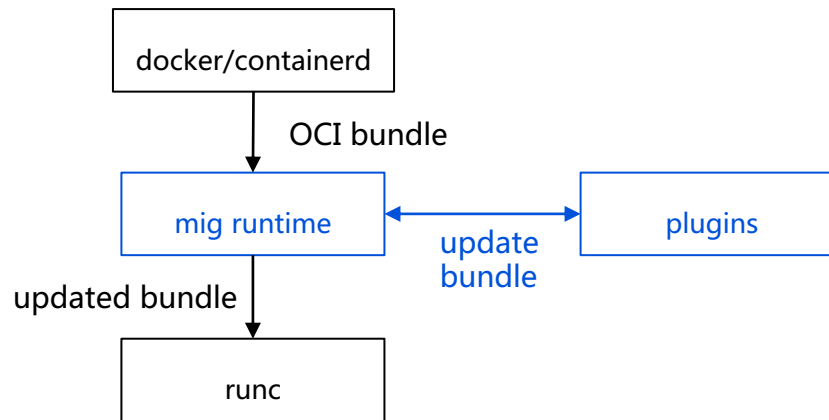 docker/containerd
OCI bundle
mig runtime
plugins
update
bundle
updated bundle
runc